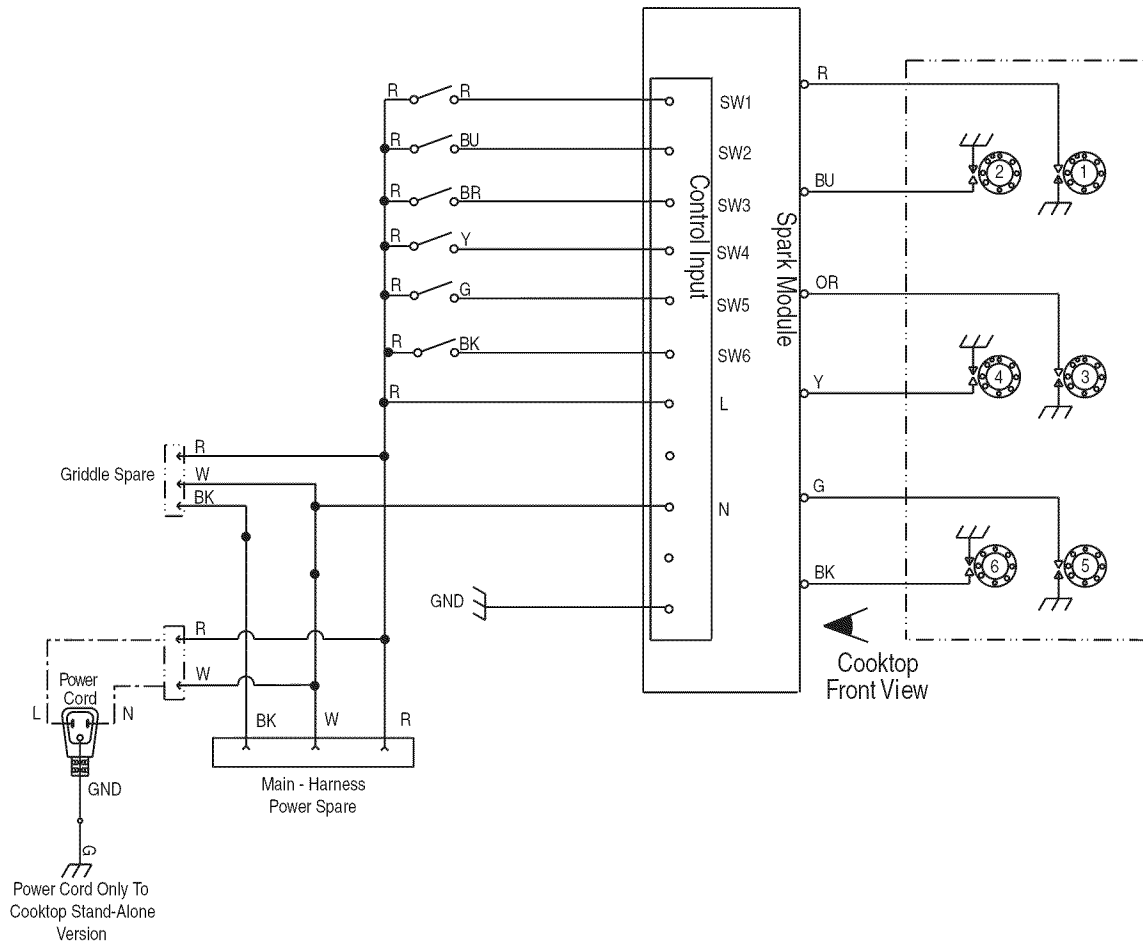 R
R
SW1
R
BU
SW2
R
BR
SW3
R
Y
SW4
R
G
SW5
R
BK
SW6
R
L
N
Control Input
Spark Module
R
BU
OR
Y
G
BK
2
1
4
3
6
5
Cooktop
Front View
Griddle Spare
R
W
BK
GND
R
W
Power
Cord
L
N
BK
W
R
Main - Harness
Power Spare
GND
G
Power Cord Only To
Cooktop Stand-Alone
Version